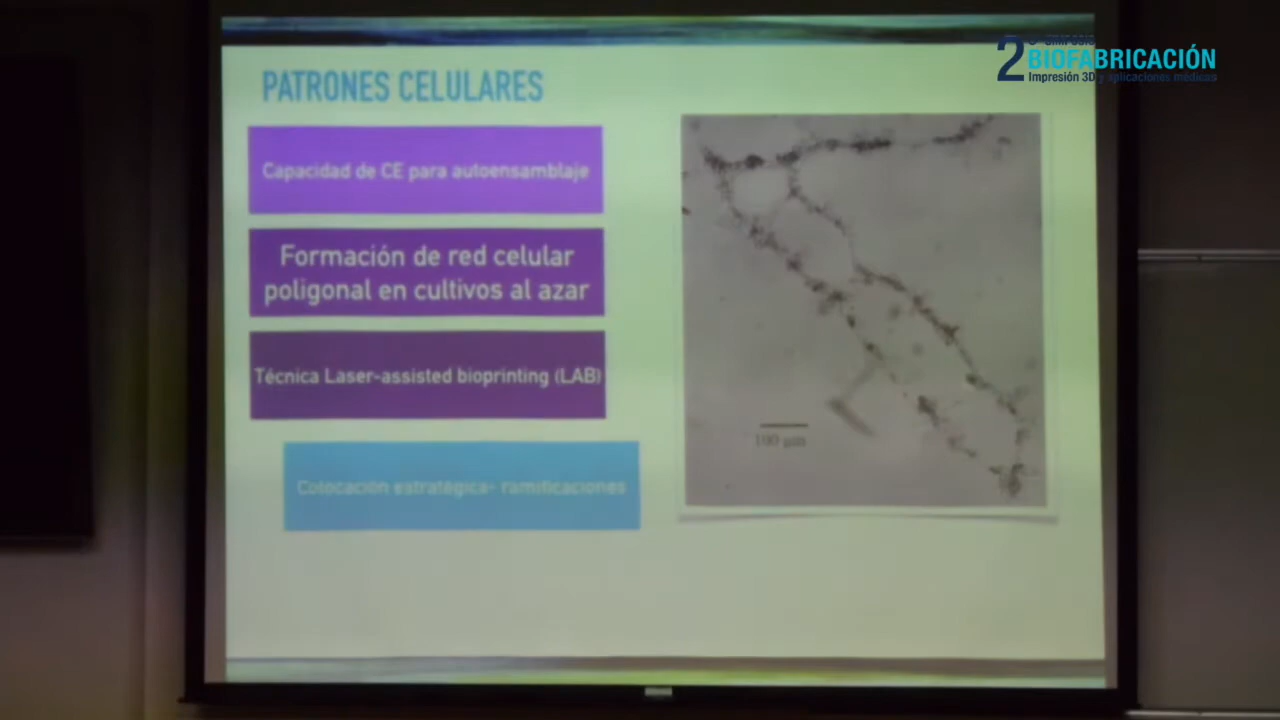 2
BIOFABRICACIÓN
Impresión 3D y aplicaciones médicas
PATRONES CELULARES
Capacidad de CE para autoensamblaje
Formación de red celular
poligonal en cultivos al azar
Técnica Laser-assisted bioprinting (LAB)
Colocación estratégica- ramificaciones
100 µm